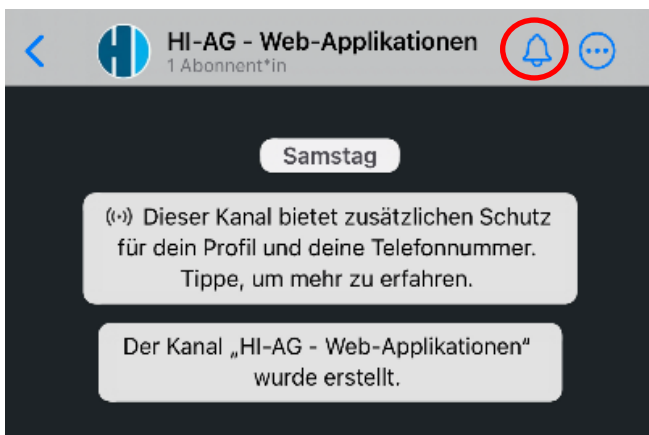 HI
HI-AG - Web-Applikationen
1 Abonnent*in
Samstag
Dieser Kanal bietet zusätzlichen Schutz
für dein Profil und deine Telefonnummer.
Tippe, um mehr zu erfahren.
Der Kanal „HI-AG - Web-Applikationen“
wurde erstellt.